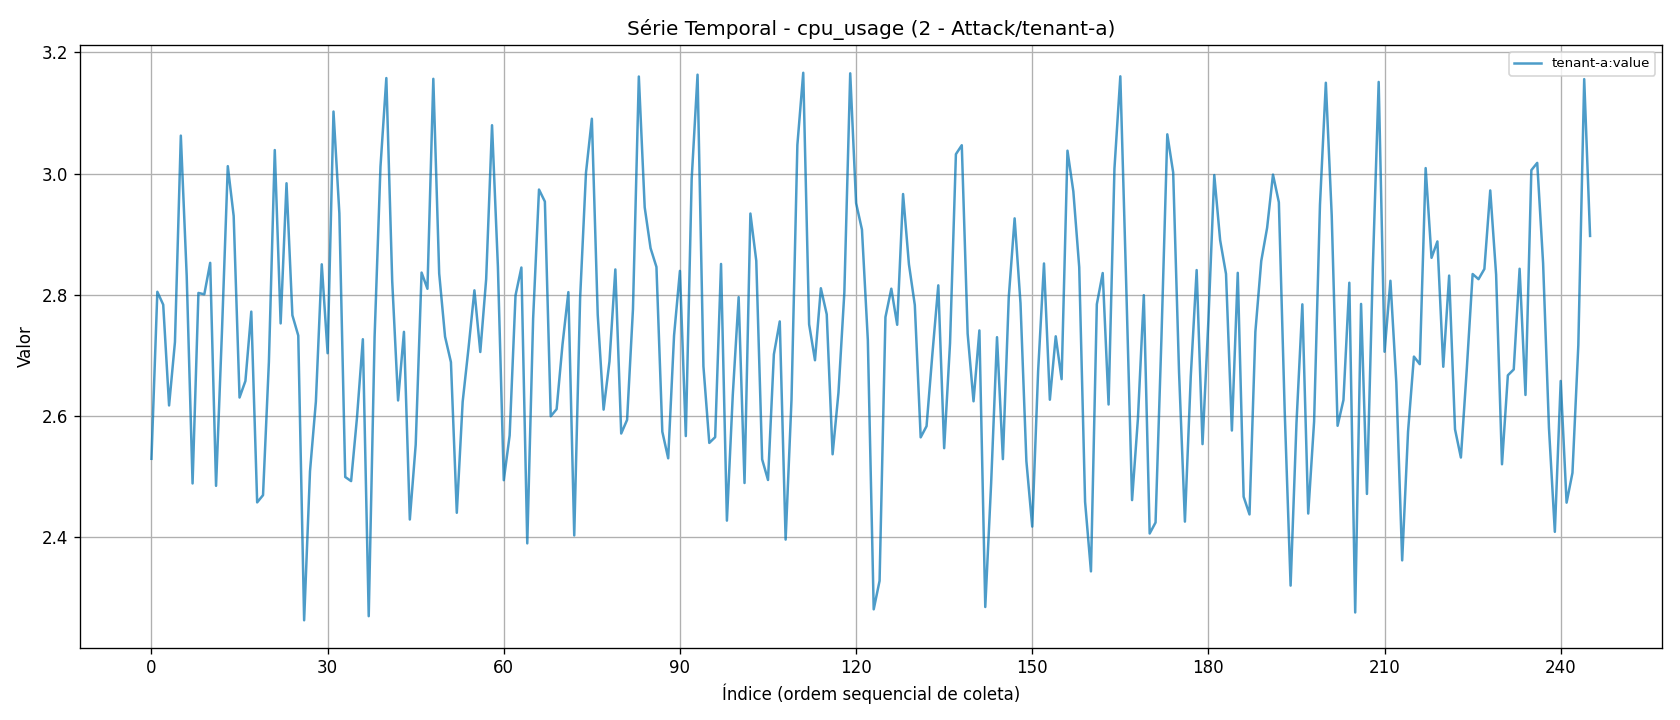 Série Temporal - cpu_usage (2 - Attack/tenant-a)
tenant-a:value
3.2
3.0
2.8
2.6
2.4
Valor
0 30 60 90 120 150 180 210 240
Índice (ordem sequencial de coleta)